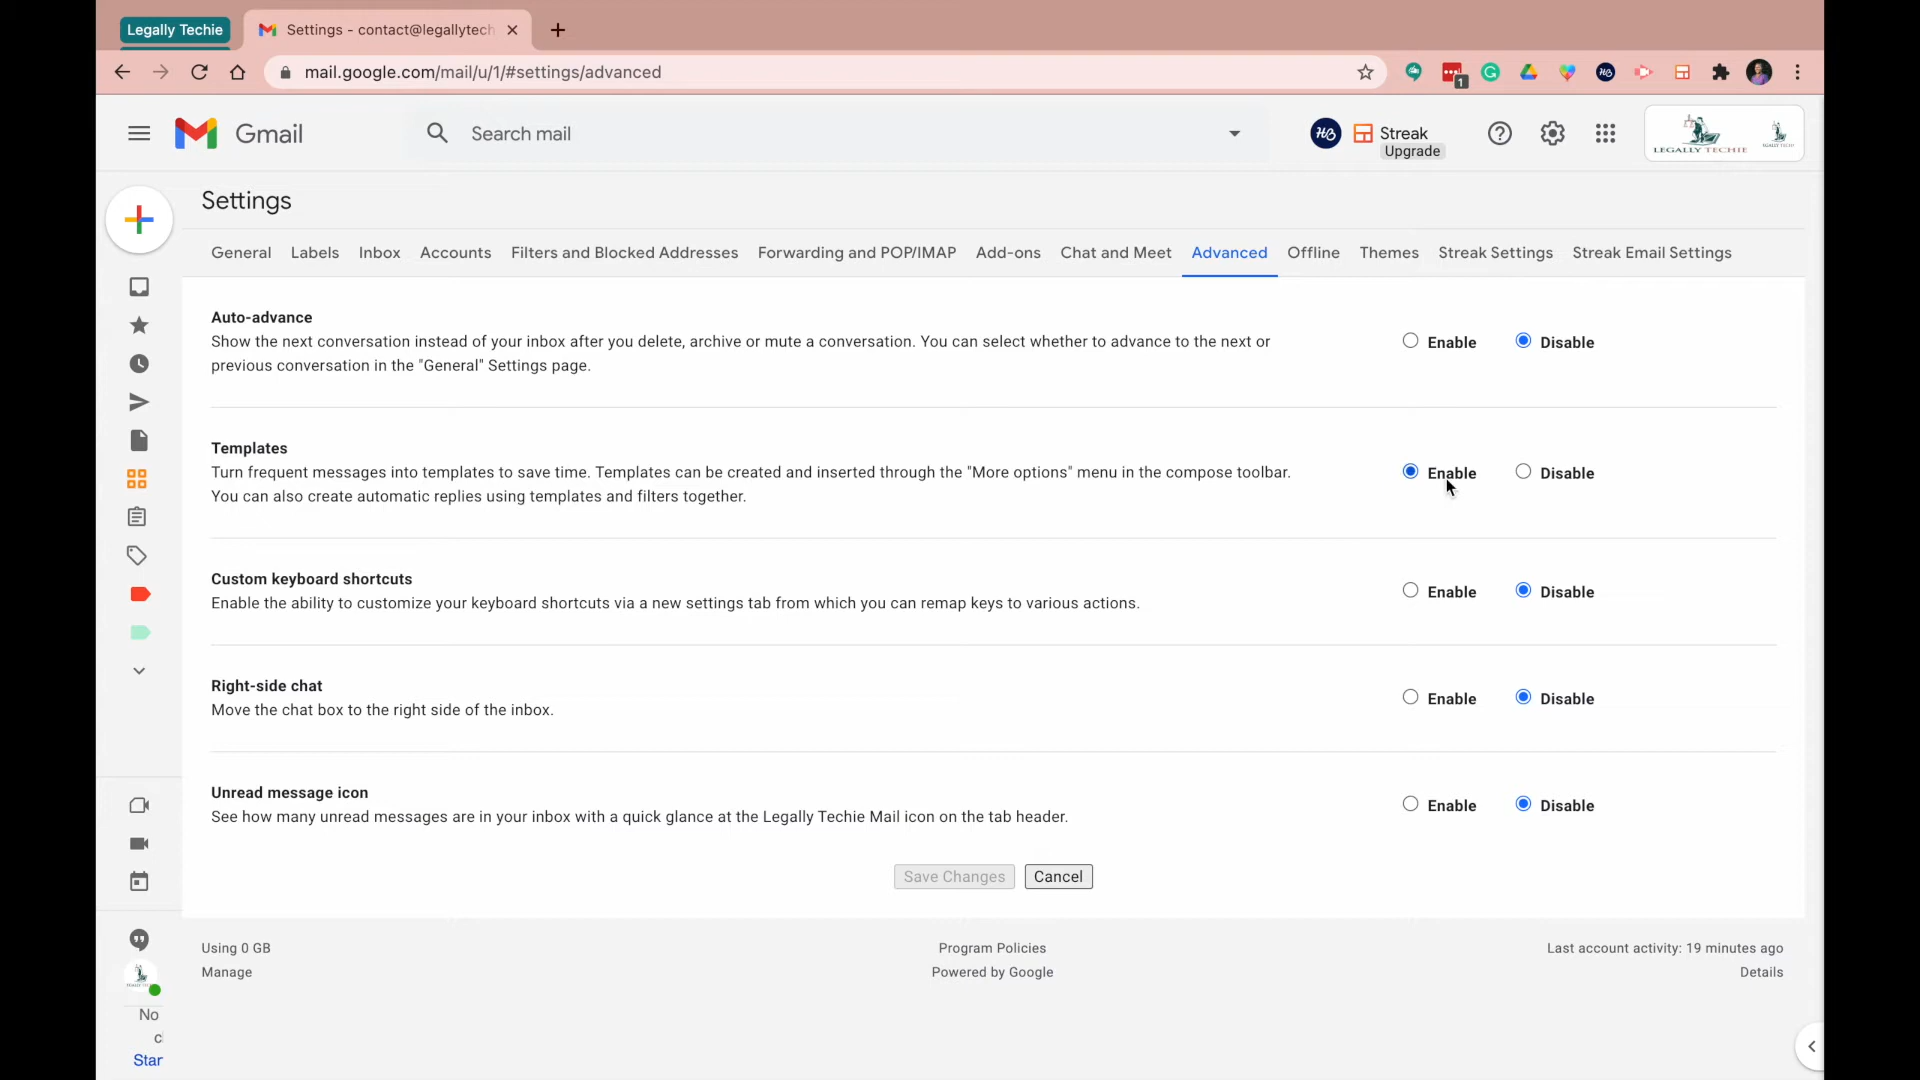 Legally Techie
Settings - contact@legallytech
mail.google.com/mail/u/1/#settings/advanced
1
Gmail
Search mail
Streak
Upgrade
LEGALLY TECHIE
Settings
General Labels Inbox Accounts Filters and Blocked Addresses Forwarding and POP/IMAP Add-ons Chat and Meet Advanced Offline Themes Streak Settings Streak Email Settings
Auto-advance
Show the next conversation instead of your inbox after you delete, archive or mute a conversation. You can select whether to advance to the next or
previous conversation in the "General" Settings page.
Enable Disable
Templates
Turn frequent messages into templates to save time. Templates can be created and inserted through the "More options" menu in the compose toolbar.
You can also create automatic replies using templates and filters together.
Enable Disable
Custom keyboard shortcuts
Enable the ability to customize your keyboard shortcuts via a new settings tab from which you can remap keys to various actions.
Enable Disable
Right-side chat
Move the chat box to the right side of the inbox.
Enable Disable
Unread message icon
See how many unread messages are in your inbox with a quick glance at the Legally Techie Mail icon on the tab header.
Enable Disable
Save Changes Cancel
Using 0 GB
Manage
Program Policies
Powered by Google
Last account activity: 19 minutes ago
Details
No
c
Star